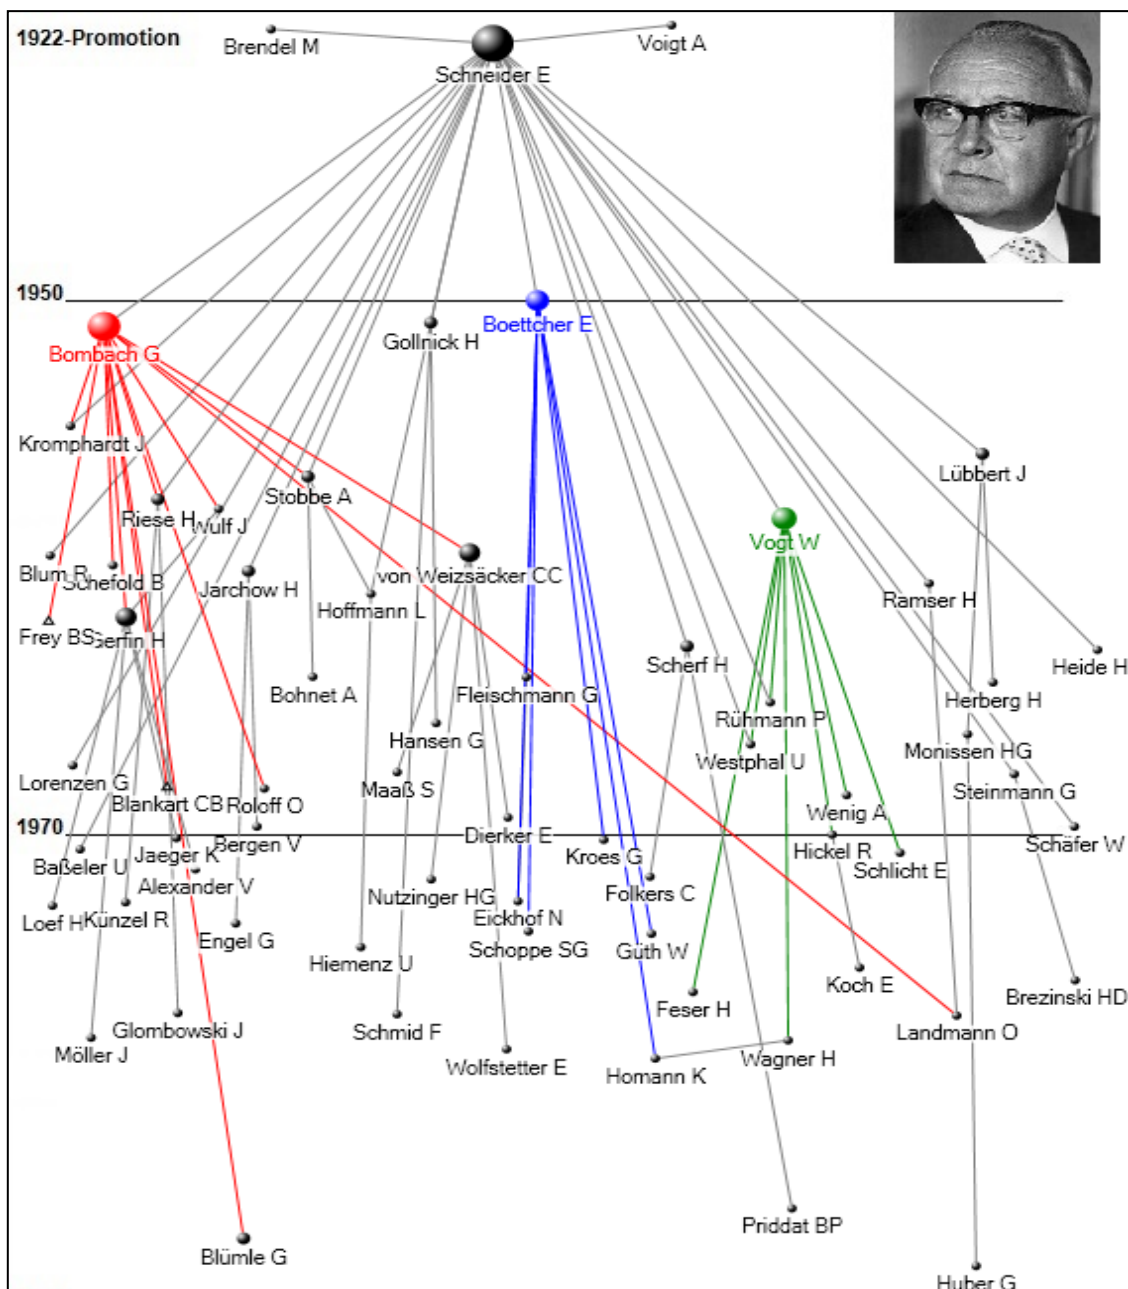 1922-Promotion
Brendel M
Voigt A
Schneider E
1950
Bombach G
Gollnick H
Boettcher E
Kromphardt J
Lübbert J
Stobbe A
Riese H
Wulf J
Vogt W
Blum R
Schefold B
Jarchow H
von Weizsäcker CC
Hoffmann L
Ramser H
Frey BS
Gerfin H
Scherf H
Heide H
Bohnet A
Fleischmann G
Herberg H
Rühmann P
Hansen G
Monissen HG
Westphal U
Lorenzen G
Maaß S
Steinmann G
Blankart CB
Roloff O
Wenig A
1970
Dierker E
Bergen V
Schäfer W
Jaeger K
Kroes G
Hickel R
Baßeler U
Schlicht E
Alexander V
Nutzinger HG
Folkers C
Loef H
Künzel R
Eickhof N
Engel G
Schoppe SG
Güth W
Hiemenz U
Koch E
Brezinski HD
Feser H
Glombowski J
Schmid F
Landmann O
Möller J
Wagner H
Wolfstetter E
Homann K
Priddat BP
Blümle G
Huber G